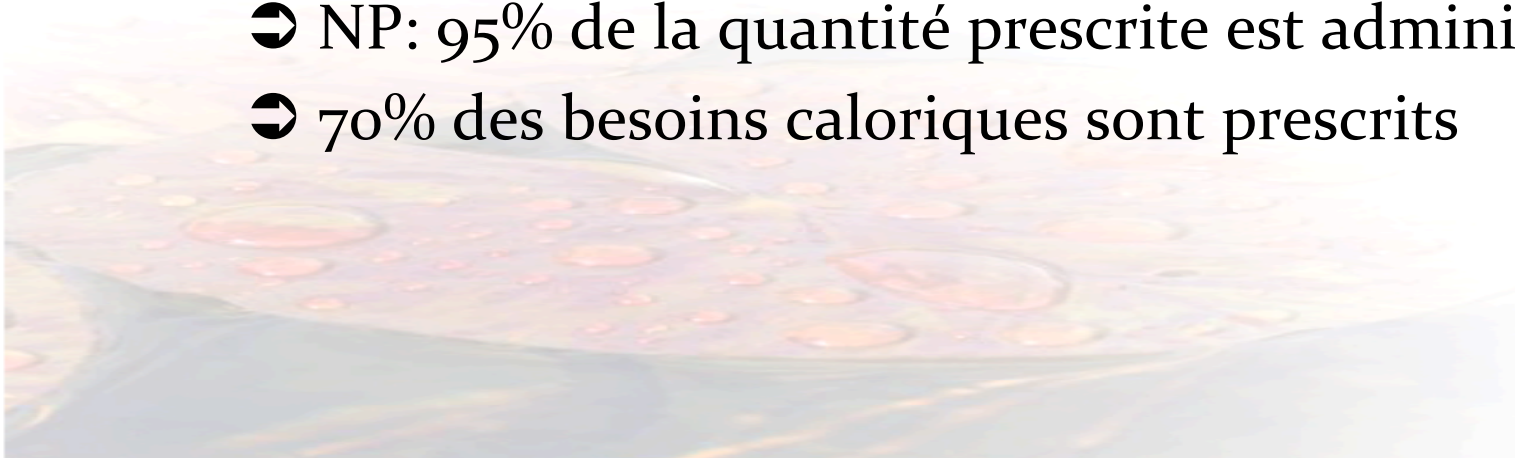 ➲ NP: 95% de la quantité prescrite est admini
➲ 70% des besoins caloriques sont prescrits